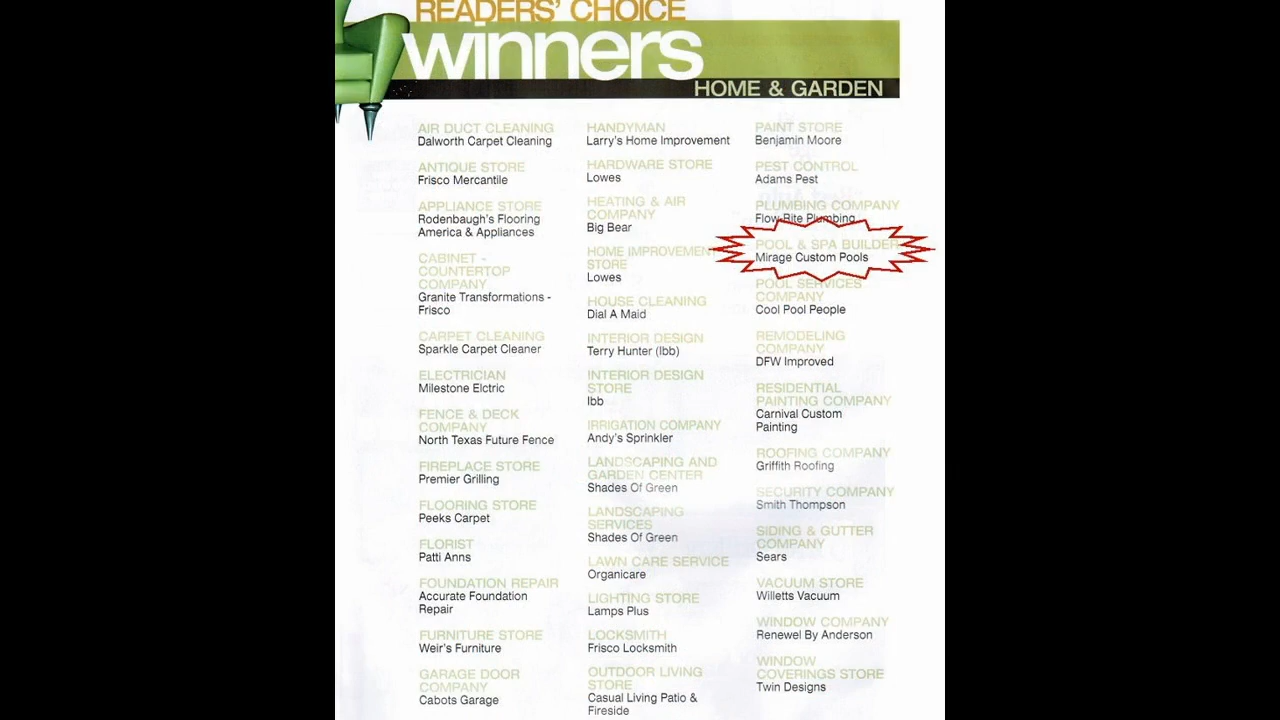 READERS' CHOICE
winners
HOME & GARDEN
AIR DUCT CLEANING
Dalworth Carpet Cleaning
ANTIQUE STORE
Frisco Mercantile
APPLIANCE STORE
Rodenbaugh's Flooring
America & Appliances
CABINET -
COUNTERTOP
COMPANY
Granite Transformations -
Frisco
CARPET CLEANING
Sparkle Carpet Cleaner
ELECTRICIAN
Milestone Elctric
FENCE & DECK
COMPANY
North Texas Future Fence
FIREPLACE STORE
Premier Grilling
FLOORING STORE
Peeks Carpet
FLORIST
Patti Anns
FOUNDATION REPAIR
Accurate Foundation
Repair
FURNITURE STORE
Weir's Furniture
GARAGE DOOR
COMPANY
Cabots Garage
HANDYMAN
Larry's Home Improvement
HARDWARE STORE
Lowes
HEATING & AIR
COMPANY
Big Bear
HOME IMPROVEMENT
STORE
Lowes
HOUSE CLEANING
Dial A Maid
INTERIOR DESIGN
Terry Hunter (Ibb)
INTERIOR DESIGN
STORE
Ibb
IRRIGATION COMPANY
Andy's Sprinkler
LANDSCAPING AND
GARDEN CENTER
Shades Of Green
LANDSCAPING
SERVICES
Shades Of Green
LAWN CARE SERVICE
Organicare
LIGHTING STORE
Lamps Plus
LOCKSMITH
Frisco Locksmith
OUTDOOR LIVING
STORE
Casual Living Patio &
Fireside
PAINT STORE
Benjamin Moore
PEST CONTROL
Adams Pest
PLUMBING COMPANY
Flow-Rite Plumbing
POOL & SPA BUILDER
Mirage Custom Pools
POOL SERVICES
COMPANY
Cool Pool People
REMODELING
COMPANY
DFW Improved
RESIDENTIAL
PAINTING COMPANY
Carnival Custom
Painting
ROOFING COMPANY
Griffith Roofing
SECURITY COMPANY
Smith Thompson
SIDING & GUTTER
COMPANY
Sears
VACUUM STORE
Willetts Vacuum
WINDOW COMPANY
Renewel By Anderson
WINDOW
COVERINGS STORE
Twin Designs